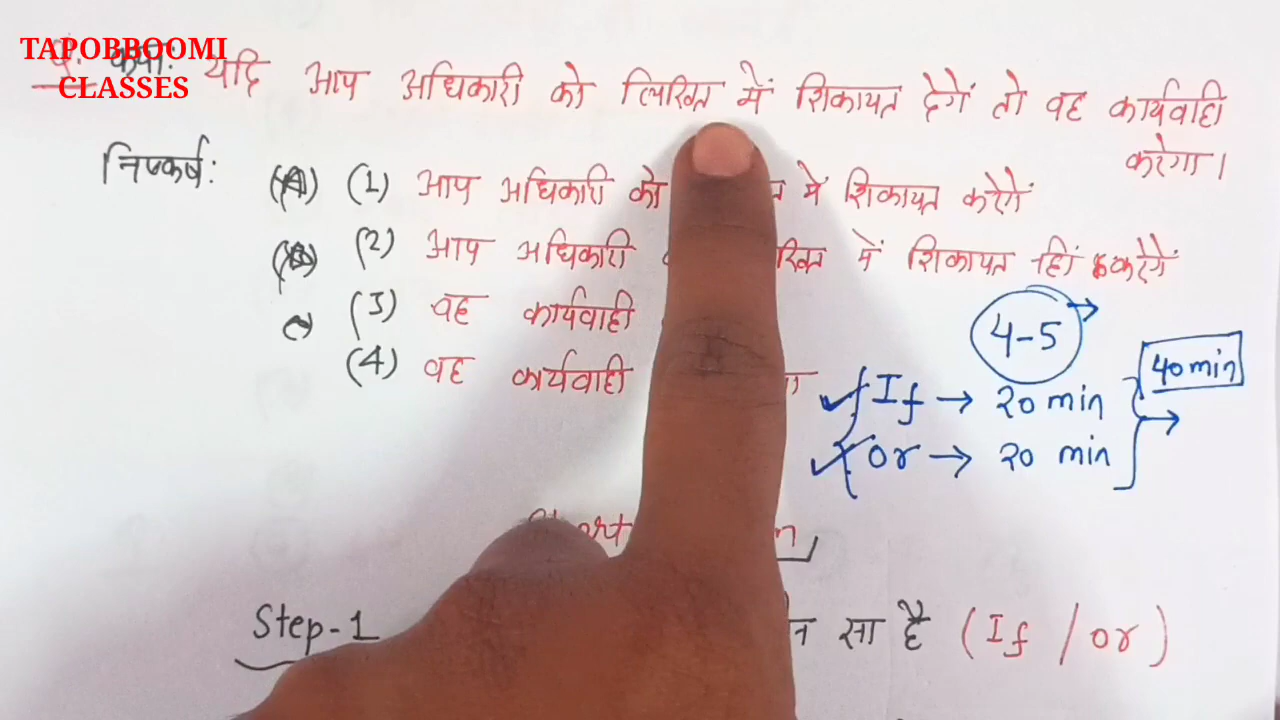 TAPOBBOOMI
CLASSES
यदि आप अधिकारी को लिखित में शिकायत देगें तो वह कार्यवाही
करेगा।
निष्कर्ष:
(A) (1) आप अधिकारी को में शिकायत करेगें
(B) (2) आप अधिकारी में शिकायत नहिं करेगें
(3) वह कार्यवाही
(4) वह कार्यवाही
4-5
40 min
If → 20 min
Or → 20 min
Step-1 सा है (If / or)